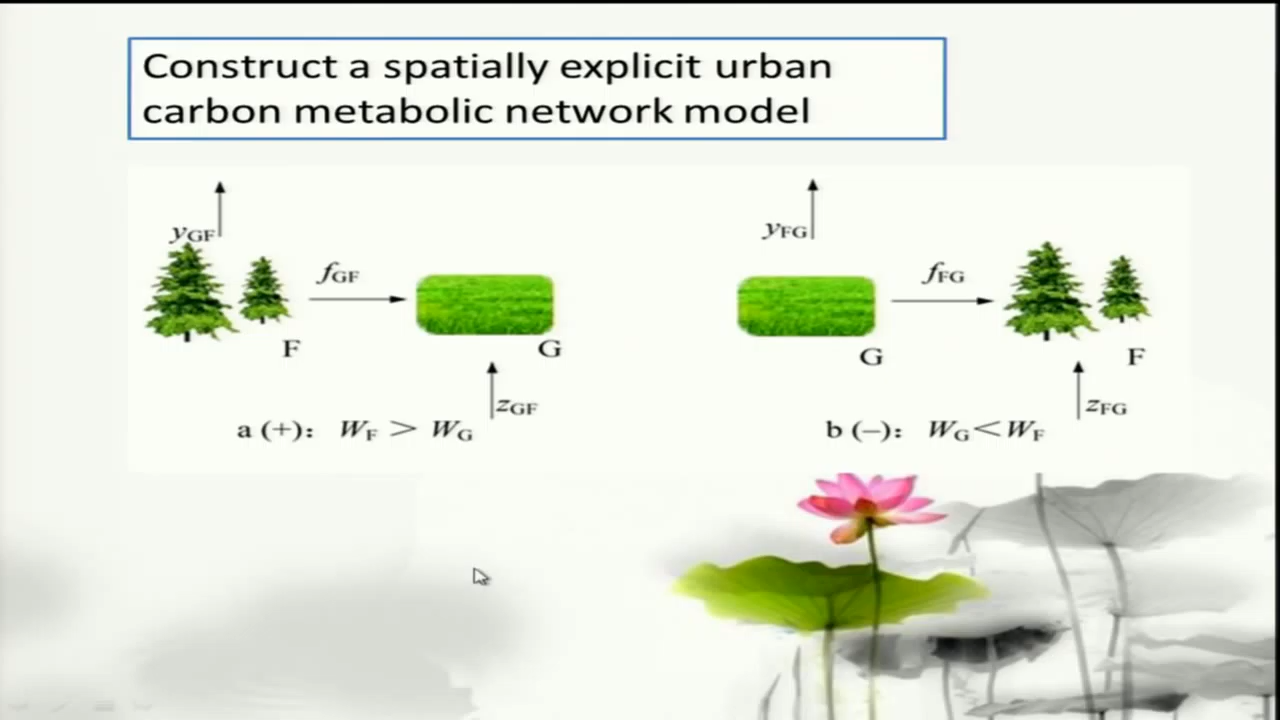 Construct a spatially explicit urban
carbon metabolic network model
yGF
fGF
F
G
zGF
a (+): WF > WG
yFG
fFG
G
F
zFG
b (–): WG<WF